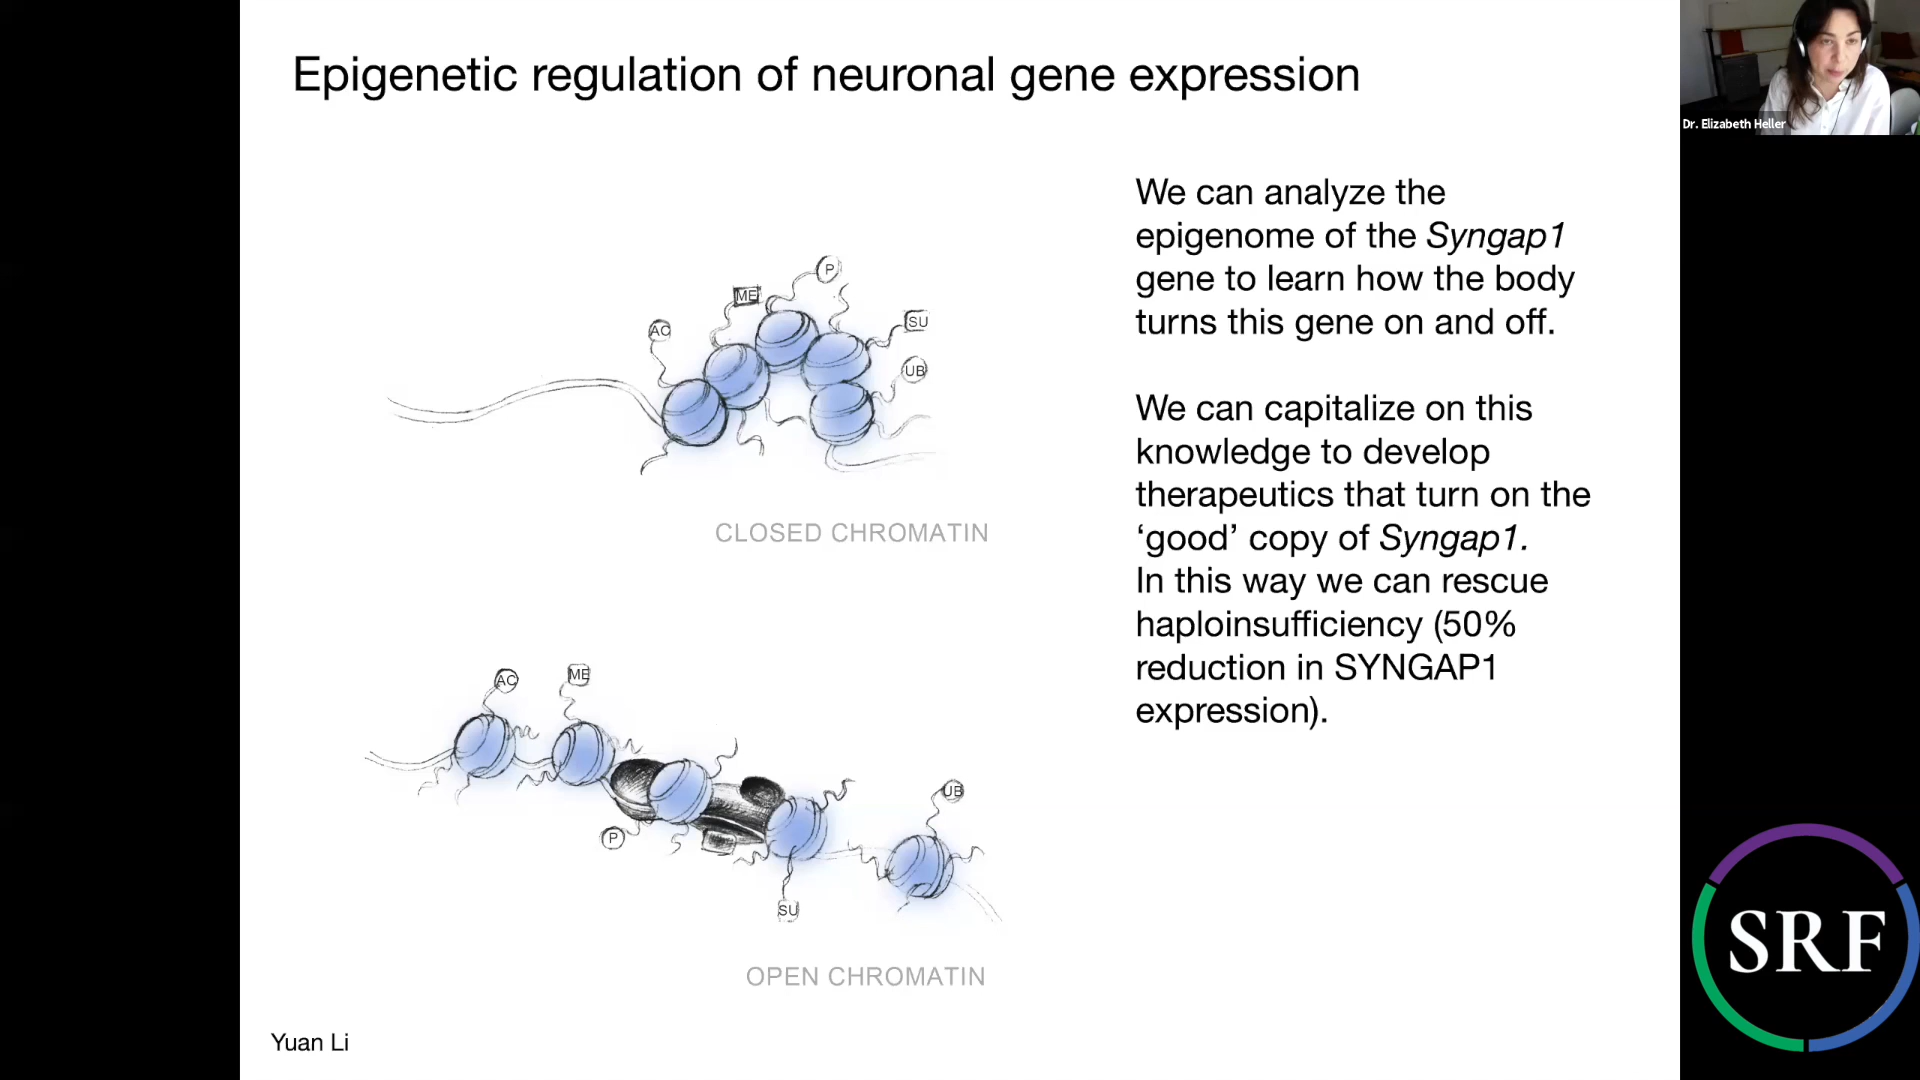 Epigenetic regulation of neuronal gene expression
Dr. Elizabeth Heller
We can analyze the
epigenome of the Syngap1
gene to learn how the body
turns this gene on and off.
We can capitalize on this
knowledge to develop
therapeutics that turn on the
‘good’ copy of Syngap1.
In this way we can rescue
haploinsufficiency (50%
reduction in SYNGAP1
expression).
P
ME
SU
AC
UB
CLOSED CHROMATIN
AC
ME
UB
P
SU
OPEN CHROMATIN
Yuan Li
SRF